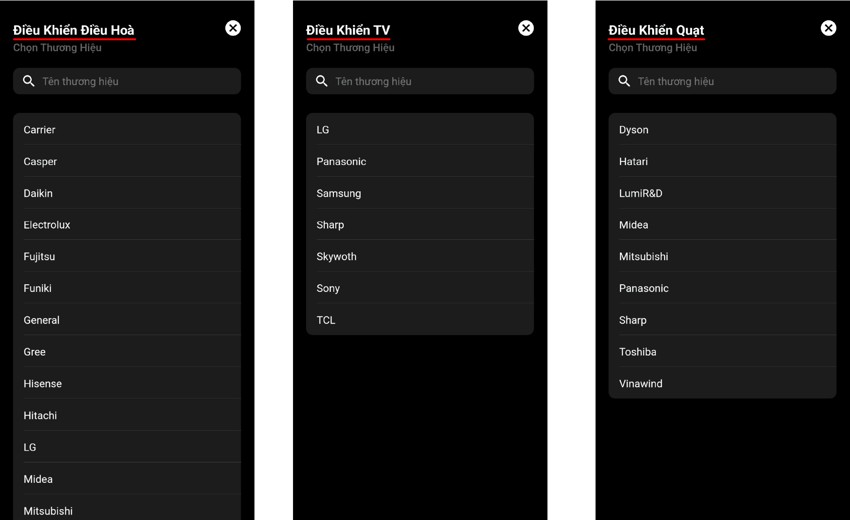 Điều Khiển Điều Hoà
Chọn Thương Hiệu
Tên thương hiệu
Carrier
Casper
Daikin
Electrolux
Fujitsu
Funiki
General
Gree
Hisense
Hitachi
LG
Midea
Mitsubishi
Điều Khiển TV
Chọn Thương Hiệu
Tên thương hiệu
LG
Panasonic
Samsung
Sharp
Skywoth
Sony
TCL
Điều Khiển Quạt
Chọn Thương Hiệu
Tên thương hiệu
Dyson
Hatari
LumiR&D
Midea
Mitsubishi
Panasonic
Sharp
Toshiba
Vinawind